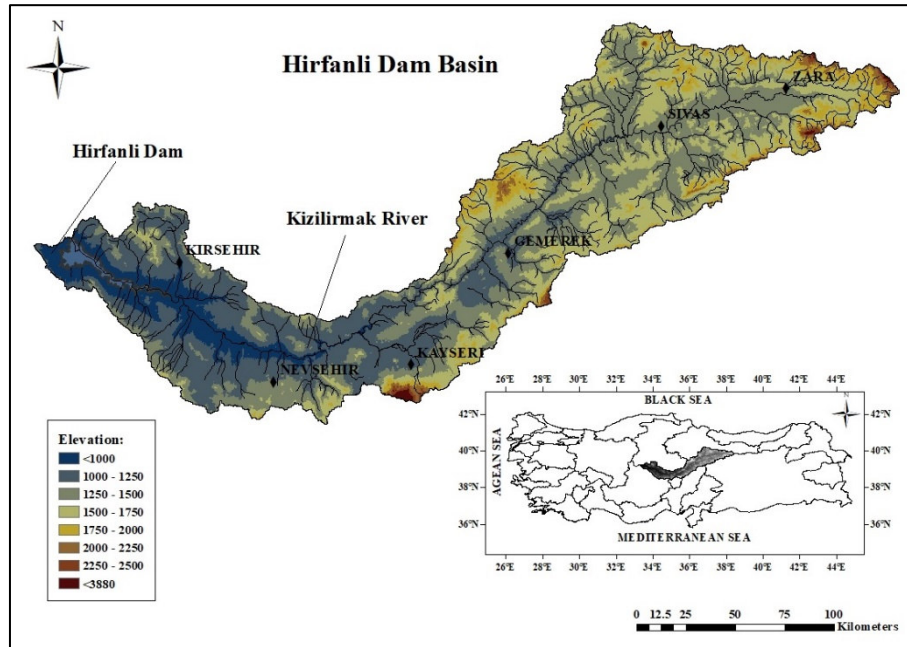 N
Hirfanli Dam Basin
ZARA
SIVAS
Hirfanli Dam
Kizilirmak River
KIRSEHIR
GEMEREK
KAYSERI
NEVSEHIR
Elevation:
<1000
1000 - 1250
1250 - 1500
1500 - 1750
1750 - 2000
2000 - 2250
2250 - 2500
<3880
26°E 28°E 30°E 32°E 34°E 36°E 38°E 40°E 42°E 44°E
BLACK SEA
N
42°N 42°N
40°N 40°N
38°N 38°N
36°N 36°N
AGEAN SEA
MEDITERRANEAN SEA
26°E 28°E 30°E 32°E 34°E 36°E 38°E 40°E 42°E 44°E
0 12.5 25 50 75 100
Kilometers